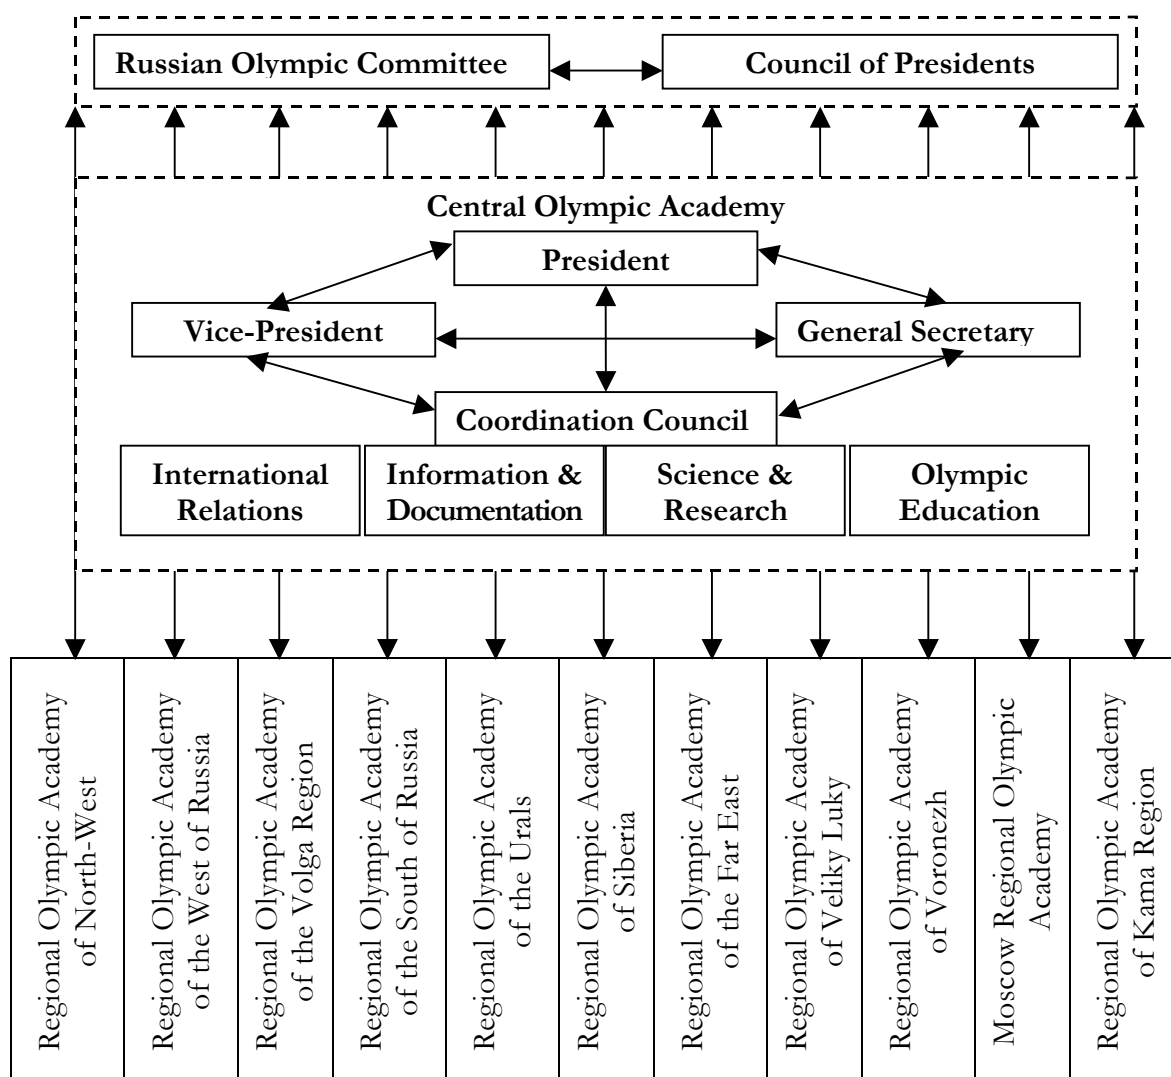 Russian Olympic Committee
Council of Presidents
Central Olympic Academy
President
Vice-President
General Secretary
Coordination Council
International
Relations
Information &
Documentation
Science &
Research
Olympic
Education
Regional Olympic Academy
of North-West
Regional Olympic Academy
of the West of Russia
Regional Olympic Academy
of the Volga Region
Regional Olympic Academy
of the South of Russia
Regional Olympic Academy
of the Urals
Regional Olympic Academy
of Siberia
Regional Olympic Academy
of the Far East
Regional Olympic Academy
of Veliky Luky
Regional Olympic Academy
of Voronezh
Moscow Regional Olympic
Academy
Regional Olympic Academy
of Kama Region